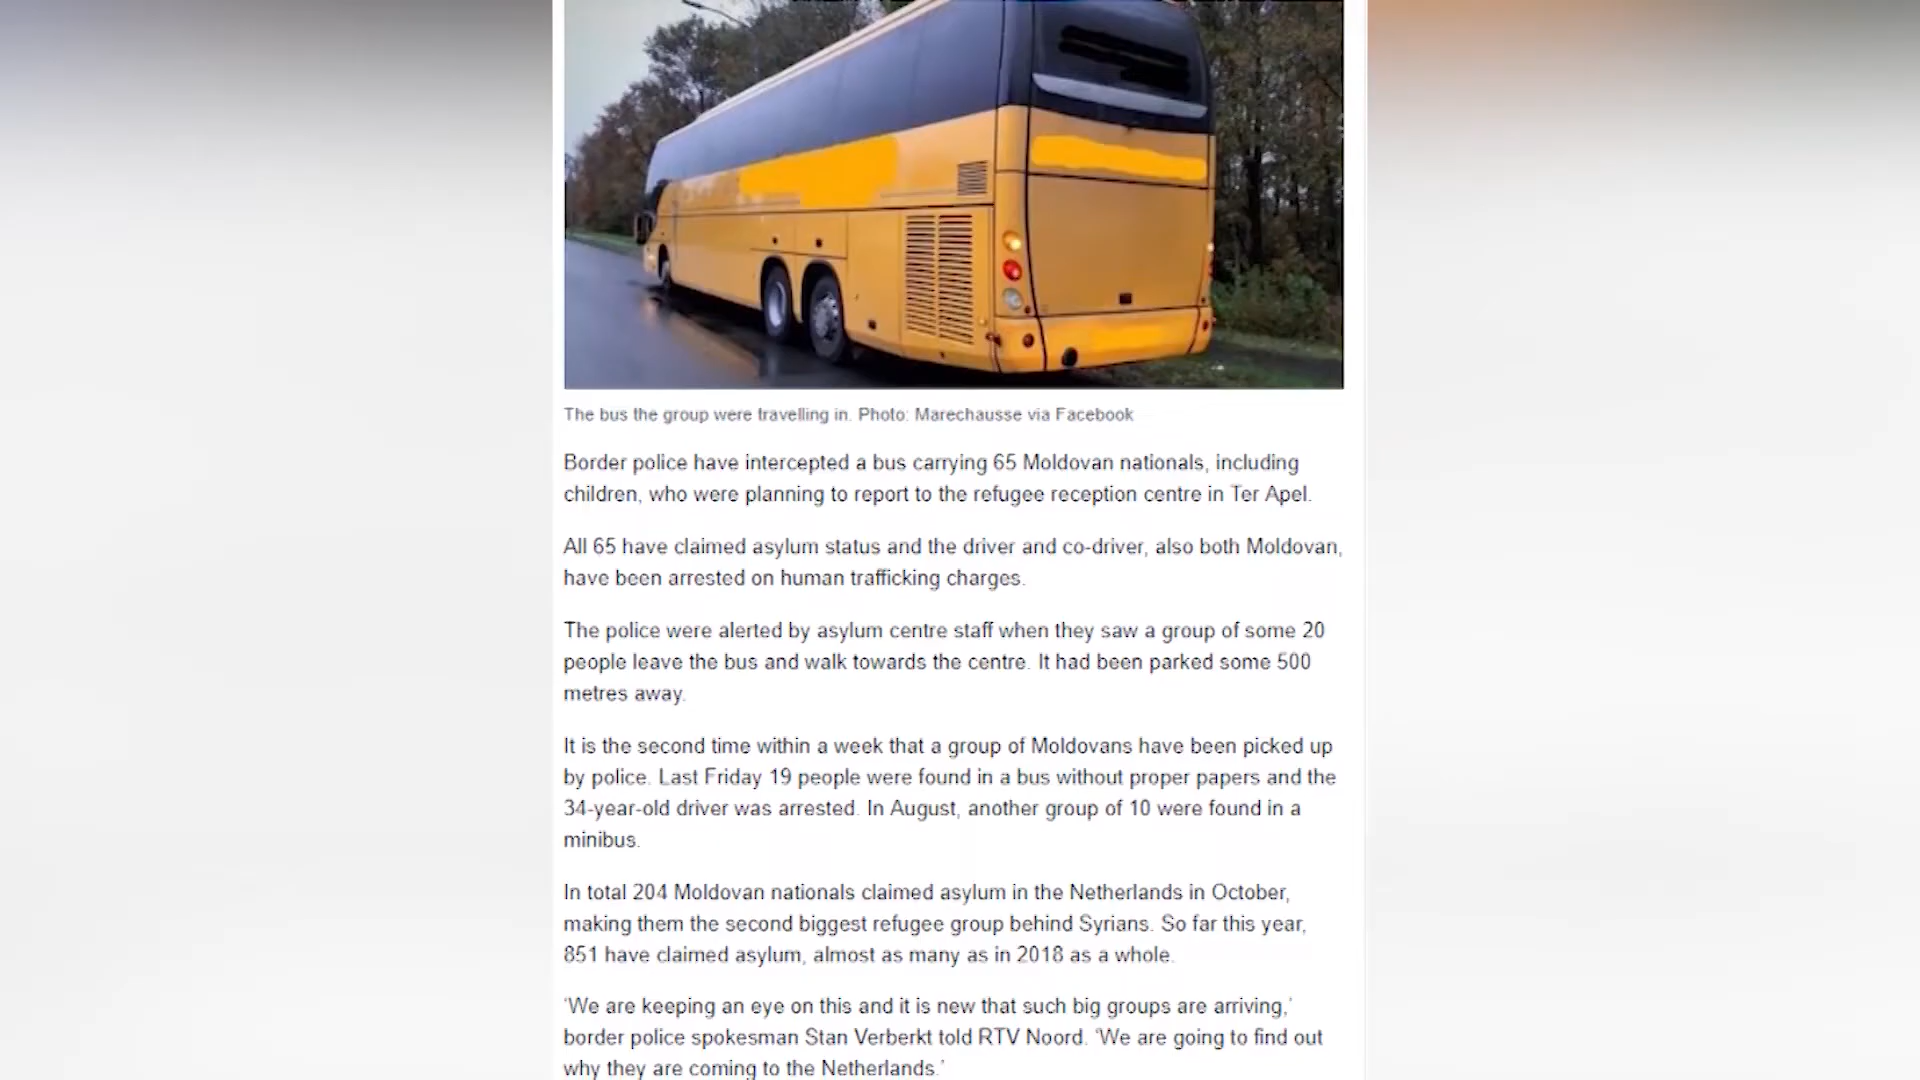 The bus the group were travelling in. Photo: Marechausse via Facebook
Border police have intercepted a bus carrying 65 Moldovan nationals, including
children, who were planning to report to the refugee reception centre in Ter Apel.
All 65 have claimed asylum status and the driver and co-driver, also both Moldovan,
have been arrested on human trafficking charges.
The police were alerted by asylum centre staff when they saw a group of some 20
people leave the bus and walk towards the centre. It had been parked some 500
metres away.
It is the second time within a week that a group of Moldovans have been picked up
by police. Last Friday 19 people were found in a bus without proper papers and the
34-year-old driver was arrested. In August, another group of 10 were found in a
minibus.
In total 204 Moldovan nationals claimed asylum in the Netherlands in October,
making them the second biggest refugee group behind Syrians. So far this year,
851 have claimed asylum, almost as many as in 2018 as a whole.
‘We are keeping an eye on this and it is new that such big groups are arriving,’
border police spokesman Stan Verberkt told RTV Noord. ‘We are going to find out
why they are coming to the Netherlands.’